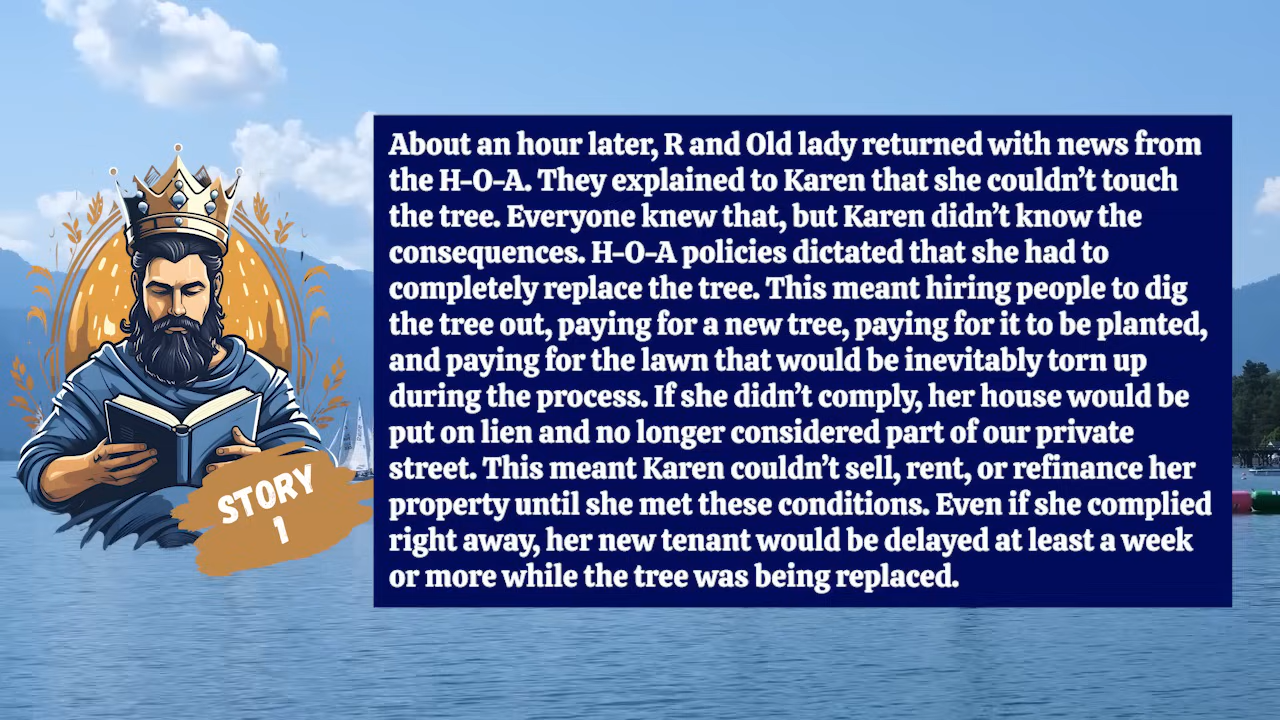 About an hour later, R and Old lady returned with news from
the H-O-A. They explained to Karen that she couldn’t touch
the tree. Everyone knew that, but Karen didn’t know the
consequences. H-O-A policies dictated that she had to
completely replace the tree. This meant hiring people to dig
the tree out, paying for a new tree, paying for it to be planted,
and paying for the lawn that would be inevitably torn up
during the process. If she didn’t comply, her house would be
put on lien and no longer considered part of our private
street. This meant Karen couldn’t sell, rent, or refinance her
property until she met these conditions. Even if she complied
right away, her new tenant would be delayed at least a week
or more while the tree was being replaced.
STORY
1